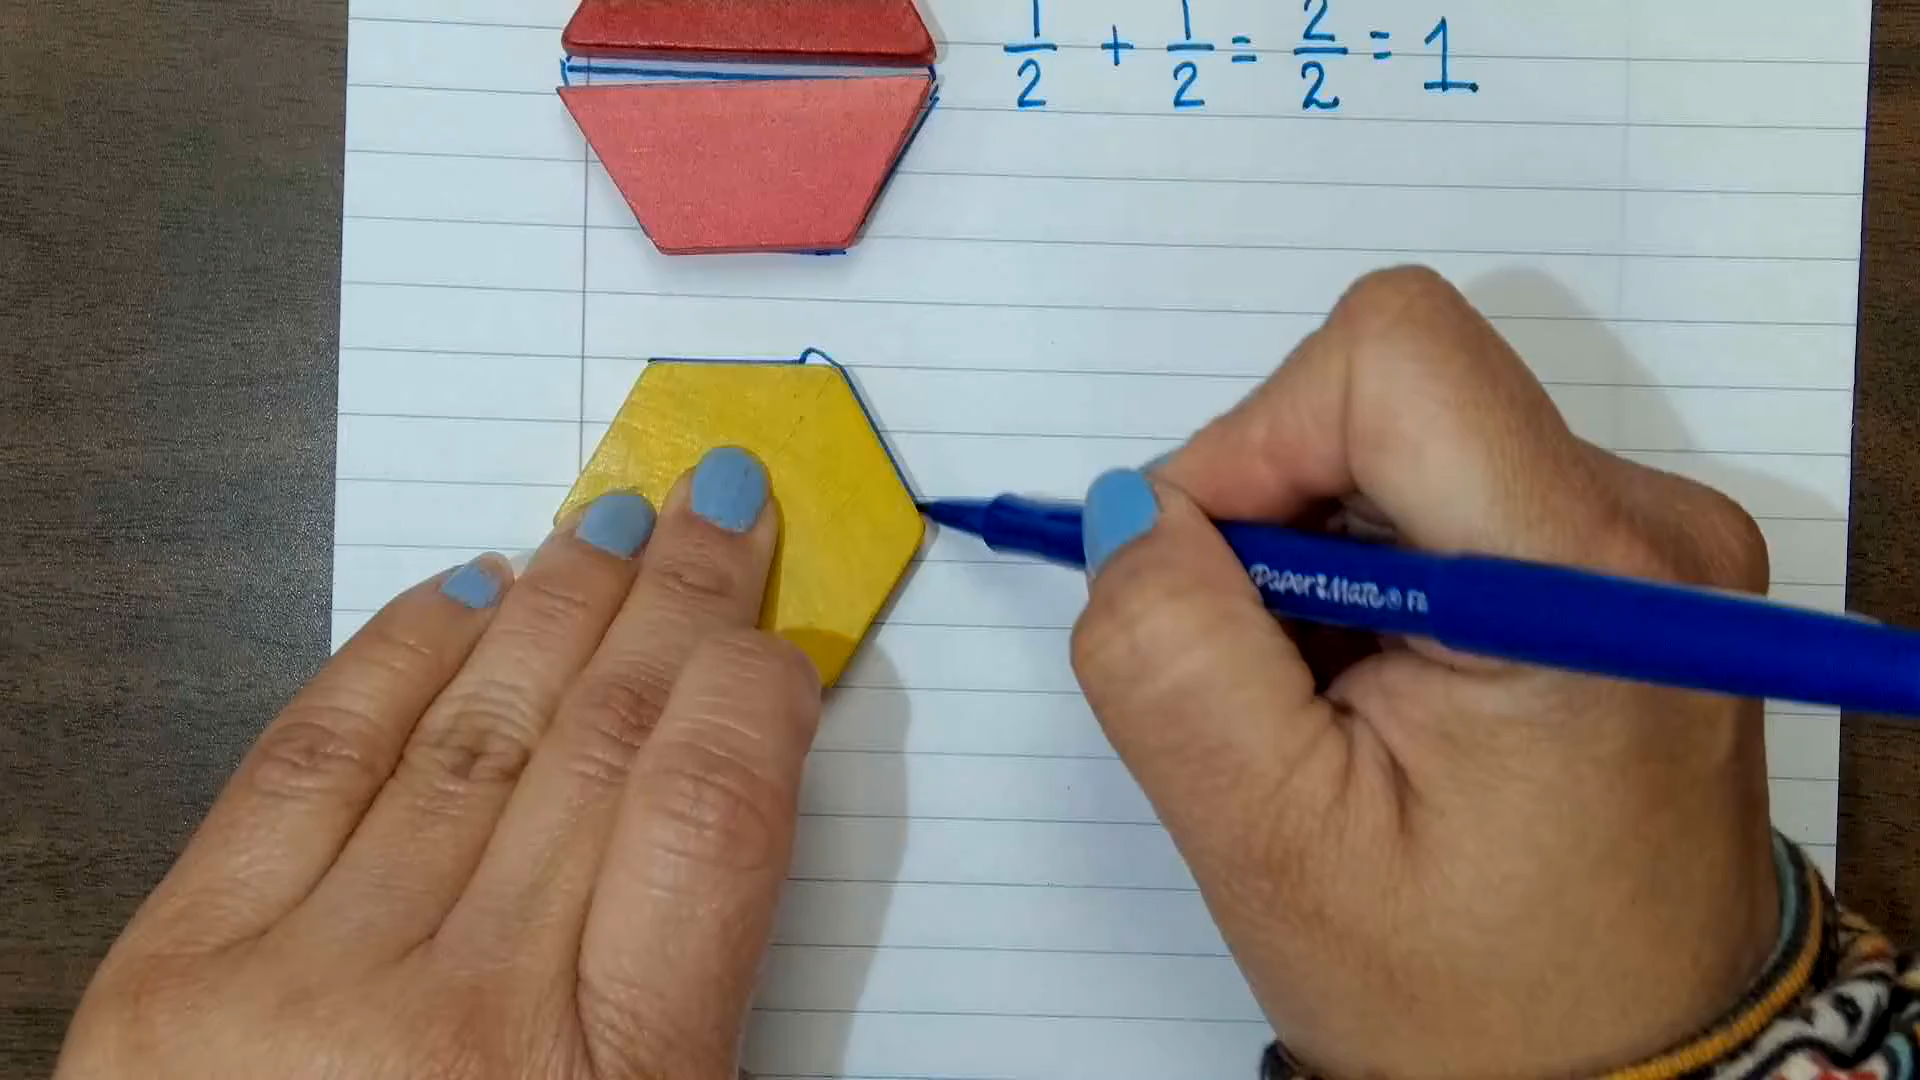 1/2 + 1/2 = 2/2 = 1
Paper:Mate® F